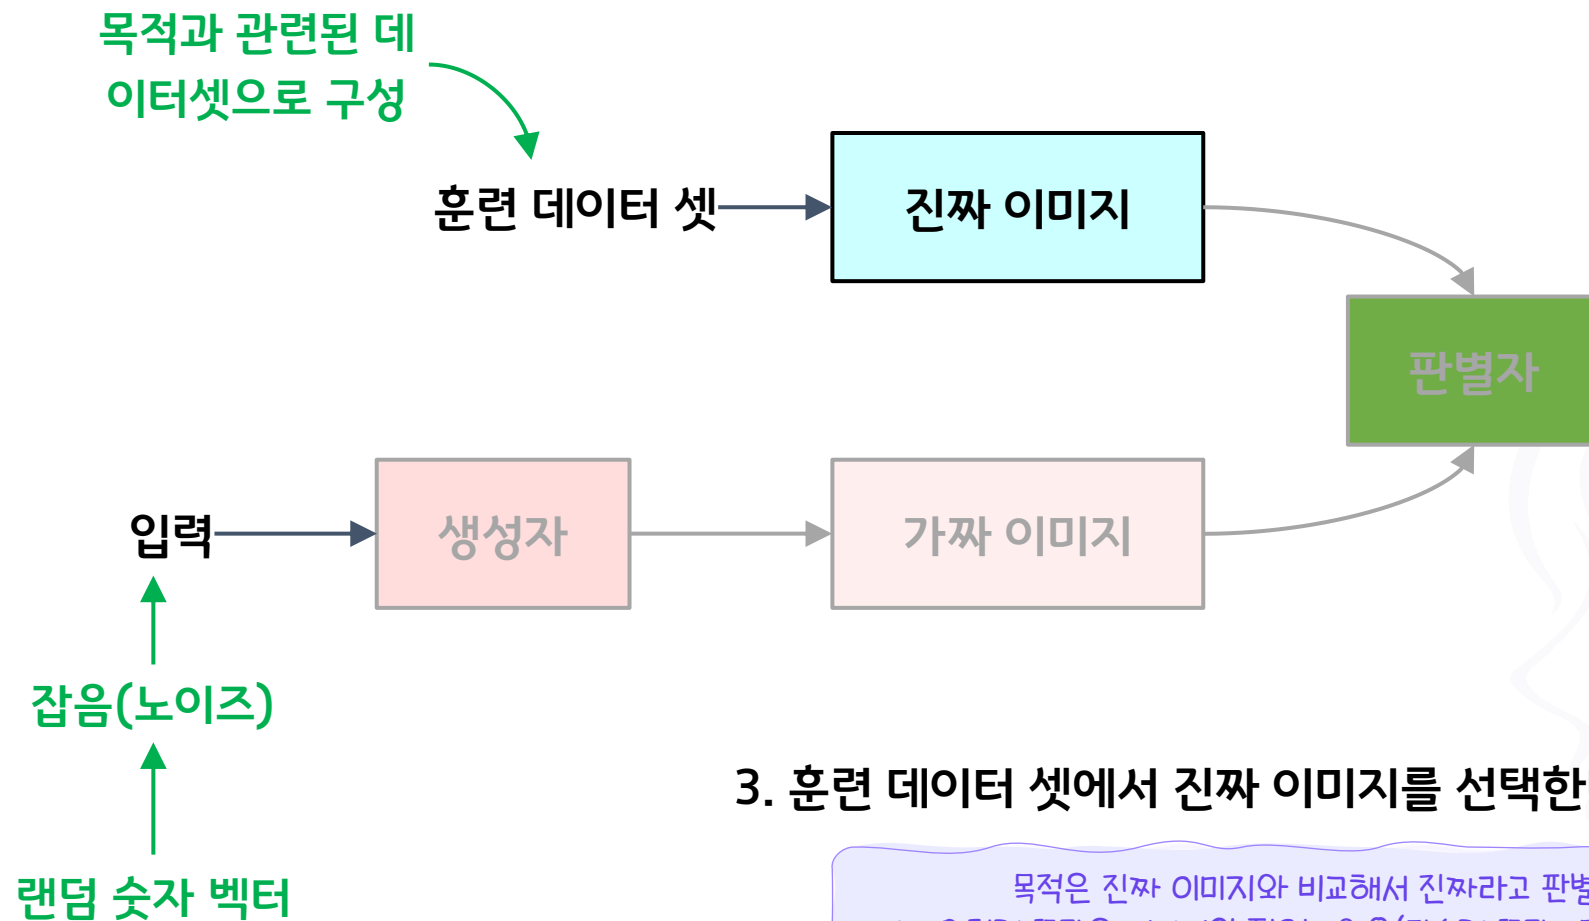 목적과 관련된 데
이터셋으로 구성
훈련 데이터 셋
진짜 이미지
판별자
입력
생성자
가짜 이미지
잡음(노이즈)
랜덤 숫자 벡터
3. 훈련 데이터 셋에서 진짜 이미지를 선택한
목적은 진짜 이미지와 비교해서 진짜라고 판별